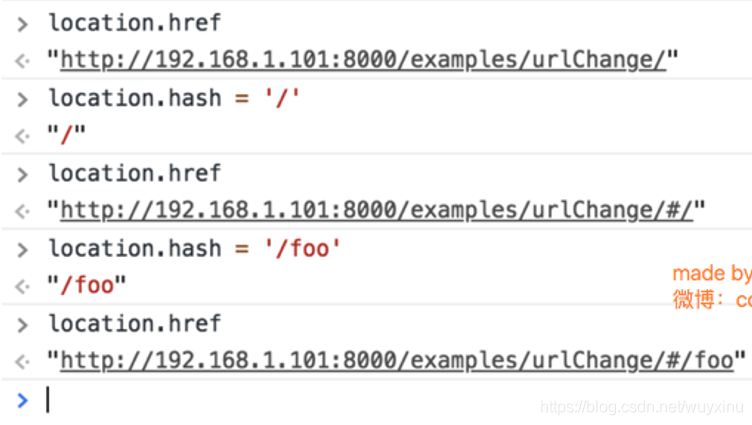 > location.href
< "http://192.168.1.101:8000/examples/urlChange/"
> location.hash = '/'
< "/"
> location.href
< "http://192.168.1.101:8000/examples/urlChange/#/"
> location.hash = '/foo'
< "/foo"
made by
微博：co
> location.href
< "http://192.168.1.101:8000/examples/urlChange/#/foo"
>
https://blog.csdn.net/wuyxinu